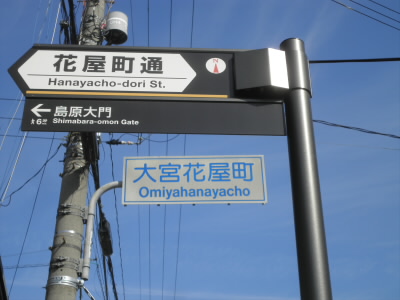 花屋町通
Hanayacho-dori St.
島原大門
Shimabara-omon Gate
大宮花屋町
Omiyahanayacho